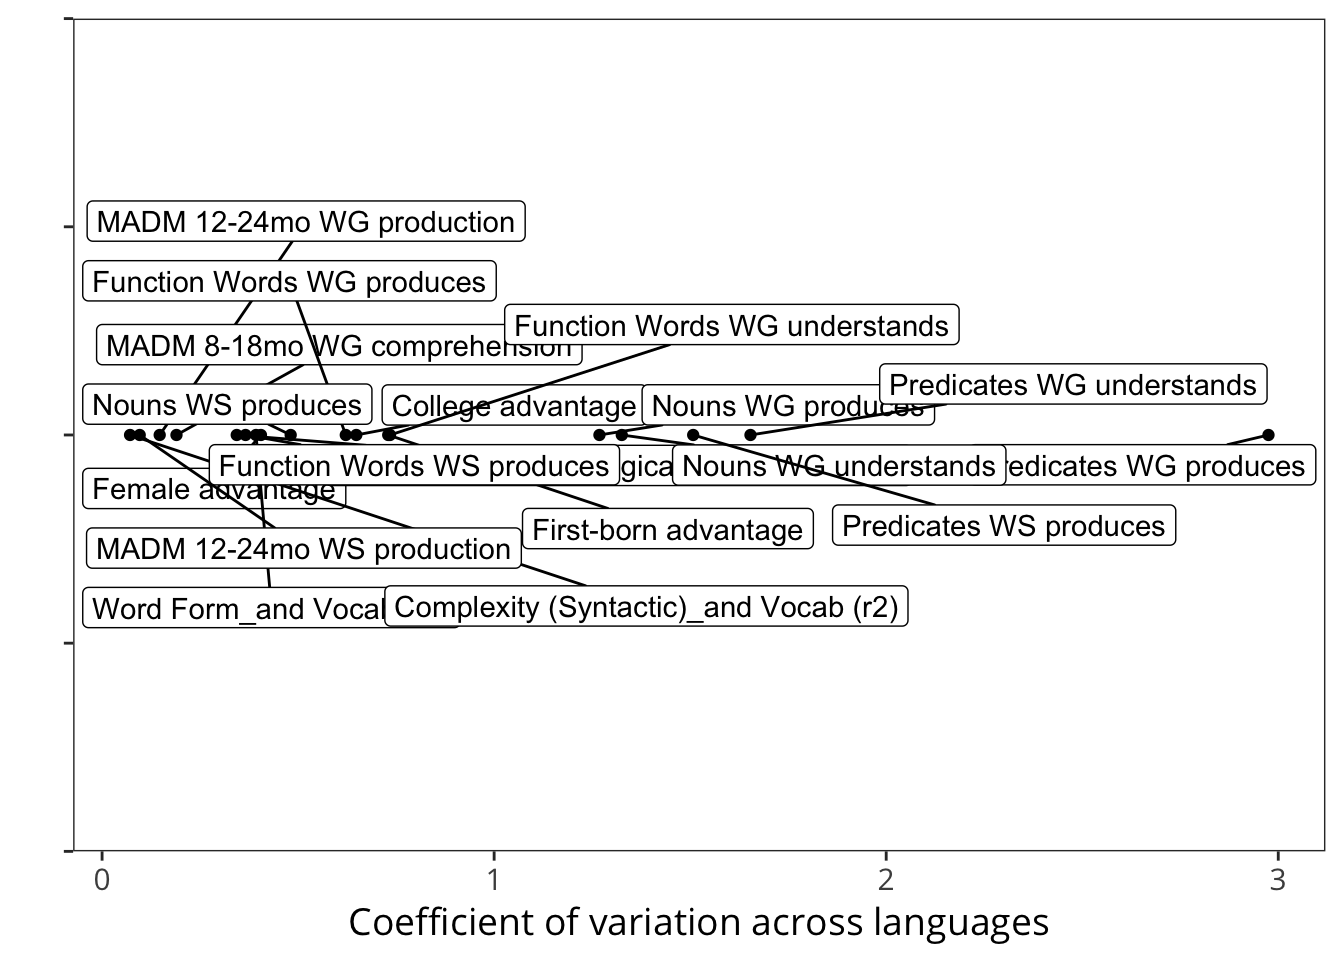 MADM 12-24mo WG production
Function Words WG produces
Function Words WG understands
MADM 8-18mo WG comprehension
Predicates WG understands
Nouns WS produces
College advantage
Nouns WG produces
Function Words WS produces
Nouns WG understands
WG produces
Female advantage
First-born advantage
Predicates WS produces
MADM 12-24mo WS production
Word Form_and
Complexity (Syntactic)_and Vocab (r2)
0 1 2 3
Coefficient of variation across languages